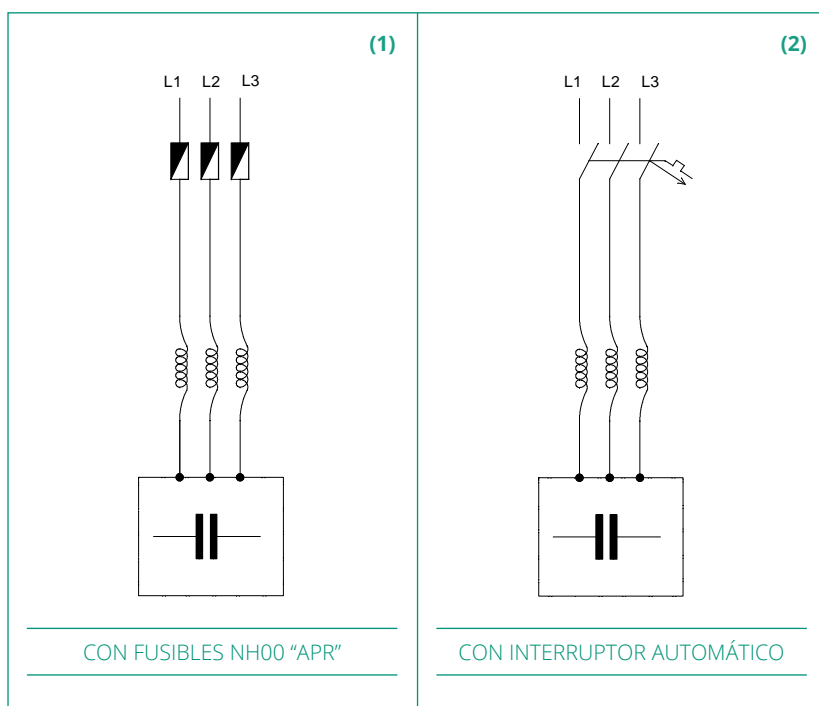 (1)
L1 L2 L3
CON FUSIBLES NH00 “APR”
(2)
L1 L2 L3
CON INTERRUPTOR AUTOMÁTICO